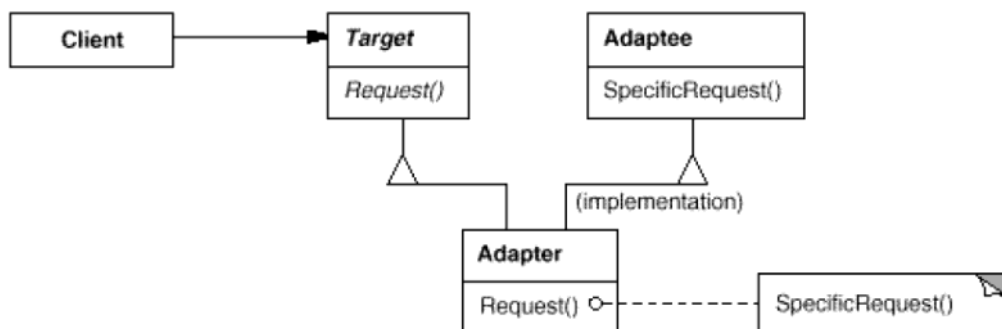 Client
Target
Request()
Adaptee
SpecificRequest()
(implementation)
Adapter
Request()
SpecificRequest()